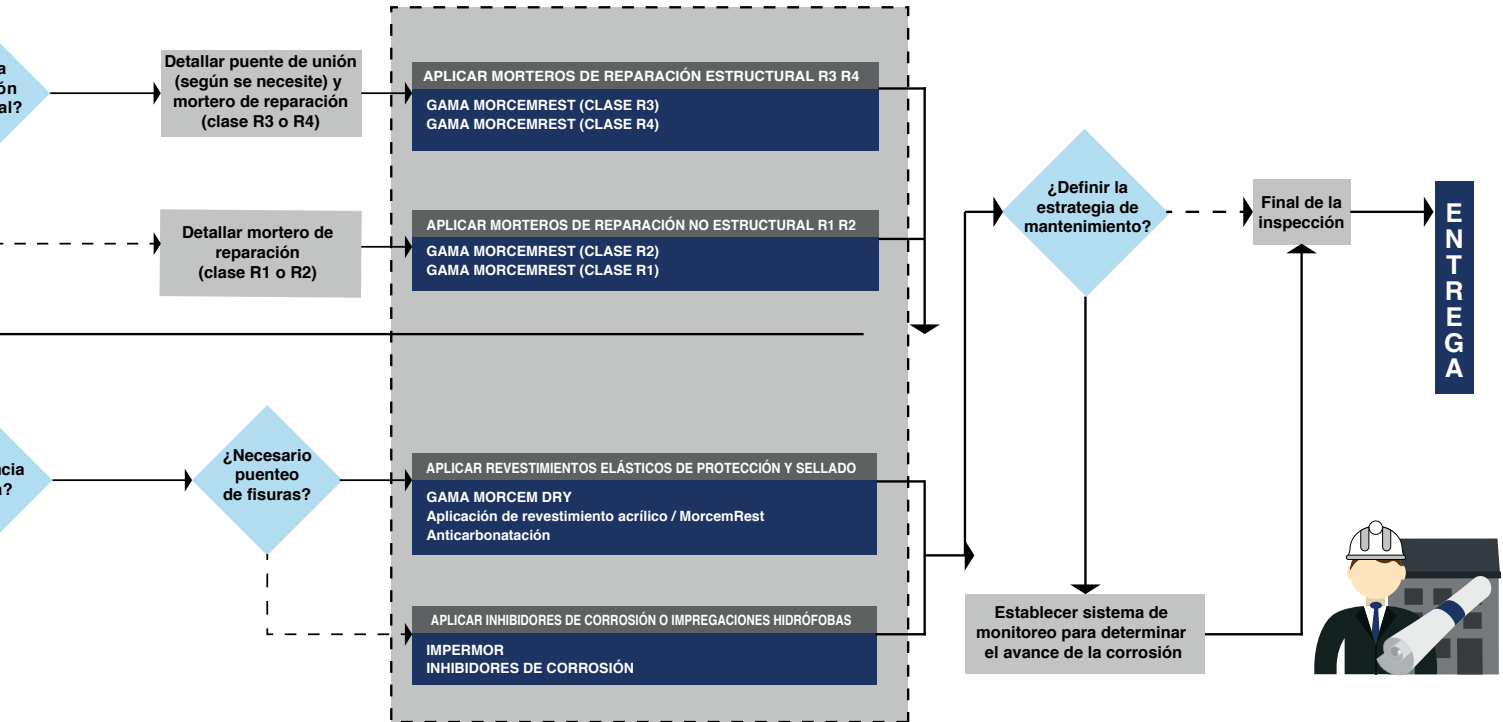 a
ón
al?
Detallar puente de unión
(según se necesite) y
mortero de reparación
(clase R3 o R4)
APLICAR MORTEROS DE REPARACIÓN ESTRUCTURAL R3 R4
GAMA MORCEMREST (CLASE R3)
GAMA MORCEMREST (CLASE R4)
Detallar mortero de
reparación
(clase R1 o R2)
APLICAR MORTEROS DE REPARACIÓN NO ESTRUCTURAL R1 R2
GAMA MORCEMREST (CLASE R2)
GAMA MORCEMREST (CLASE R1)
¿Definir la
estrategia de
mantenimiento?
Final de la
inspección
ENTREGA
ncia
a?
¿Necesario
puenteo
de fisuras?
APLICAR REVESTIMIENTOS ELÁSTICOS DE PROTECCIÓN Y SELLADO
GAMA MORCEM DRY
Aplicación de revestimiento acrílico / MorcemRest
Anticarbonatación
APLICAR INHIBIDORES DE CORROSIÓN O IMPREGACIONES HIDRÓFOBAS
IMPERMOR
INHIBIDORES DE CORROSIÓN
Establecer sistema de
monitoreo para determinar
el avance de la corrosión